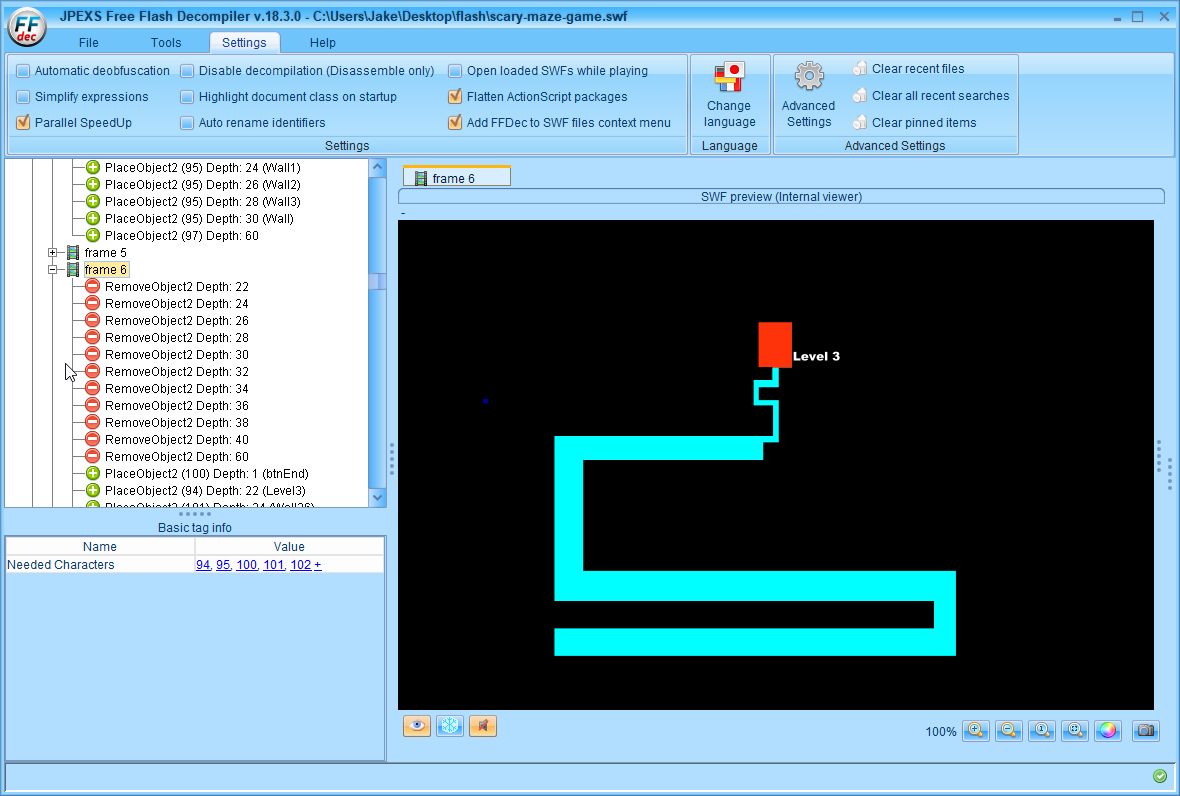 JPEXS Free Flash Decompiler v.18.3.0 - C:\Users\Jake\Desktop\flash\scary-maze-game.swf
FF
dec
File Tools Settings Help
Automatic deobfuscation Disable decompilation (Disassemble only) Open loaded SWFs while playing
Simplify expressions Highlight document class on startup Flatten ActionScript packages
Parallel SpeedUp Auto rename identifiers Add FFDec to SWF files context menu
Settings
Change
language
Language
Advanced
Settings
Clear recent files
Clear all recent searches
Clear pinned items
Advanced Settings
PlaceObject2 (95) Depth: 24 (Wall1)
PlaceObject2 (95) Depth: 26 (Wall2)
PlaceObject2 (95) Depth: 28 (Wall3)
PlaceObject2 (95) Depth: 30 (Wall)
PlaceObject2 (97) Depth: 60
frame 5
frame 6
RemoveObject2 Depth: 22
RemoveObject2 Depth: 24
RemoveObject2 Depth: 26
RemoveObject2 Depth: 28
RemoveObject2 Depth: 30
RemoveObject2 Depth: 32
RemoveObject2 Depth: 34
RemoveObject2 Depth: 36
RemoveObject2 Depth: 38
RemoveObject2 Depth: 40
RemoveObject2 Depth: 60
PlaceObject2 (100) Depth: 1 (btnEnd)
PlaceObject2 (94) Depth: 22 (Level3)
PlaceObject2 (101) Depth: 24 (Wall26)
Basic tag info
Name Value
Needed Characters 94, 95, 100, 101, 102 +
frame 6
SWF preview (Internal viewer)
-
Level 3
100%